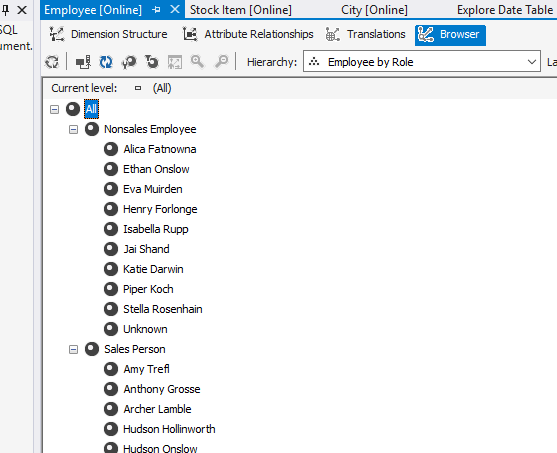 Employee [Online] Stock Item [Online] City [Online] Explore Date Table
SQL Dimension Structure Attribute Relationships Translations Browser
ument. Hierarchy: Employee by Role La
Current level: (All)
All
Nonsales Employee
Alica Fatnowna
Ethan Onslow
Eva Muirden
Henry Forlonge
Isabella Rupp
Jai Shand
Katie Darwin
Piper Koch
Stella Rosenhain
Unknown
Sales Person
Amy Trefl
Anthony Grosse
Archer Lamble
Hudson Hollinworth
Hudson Onslow